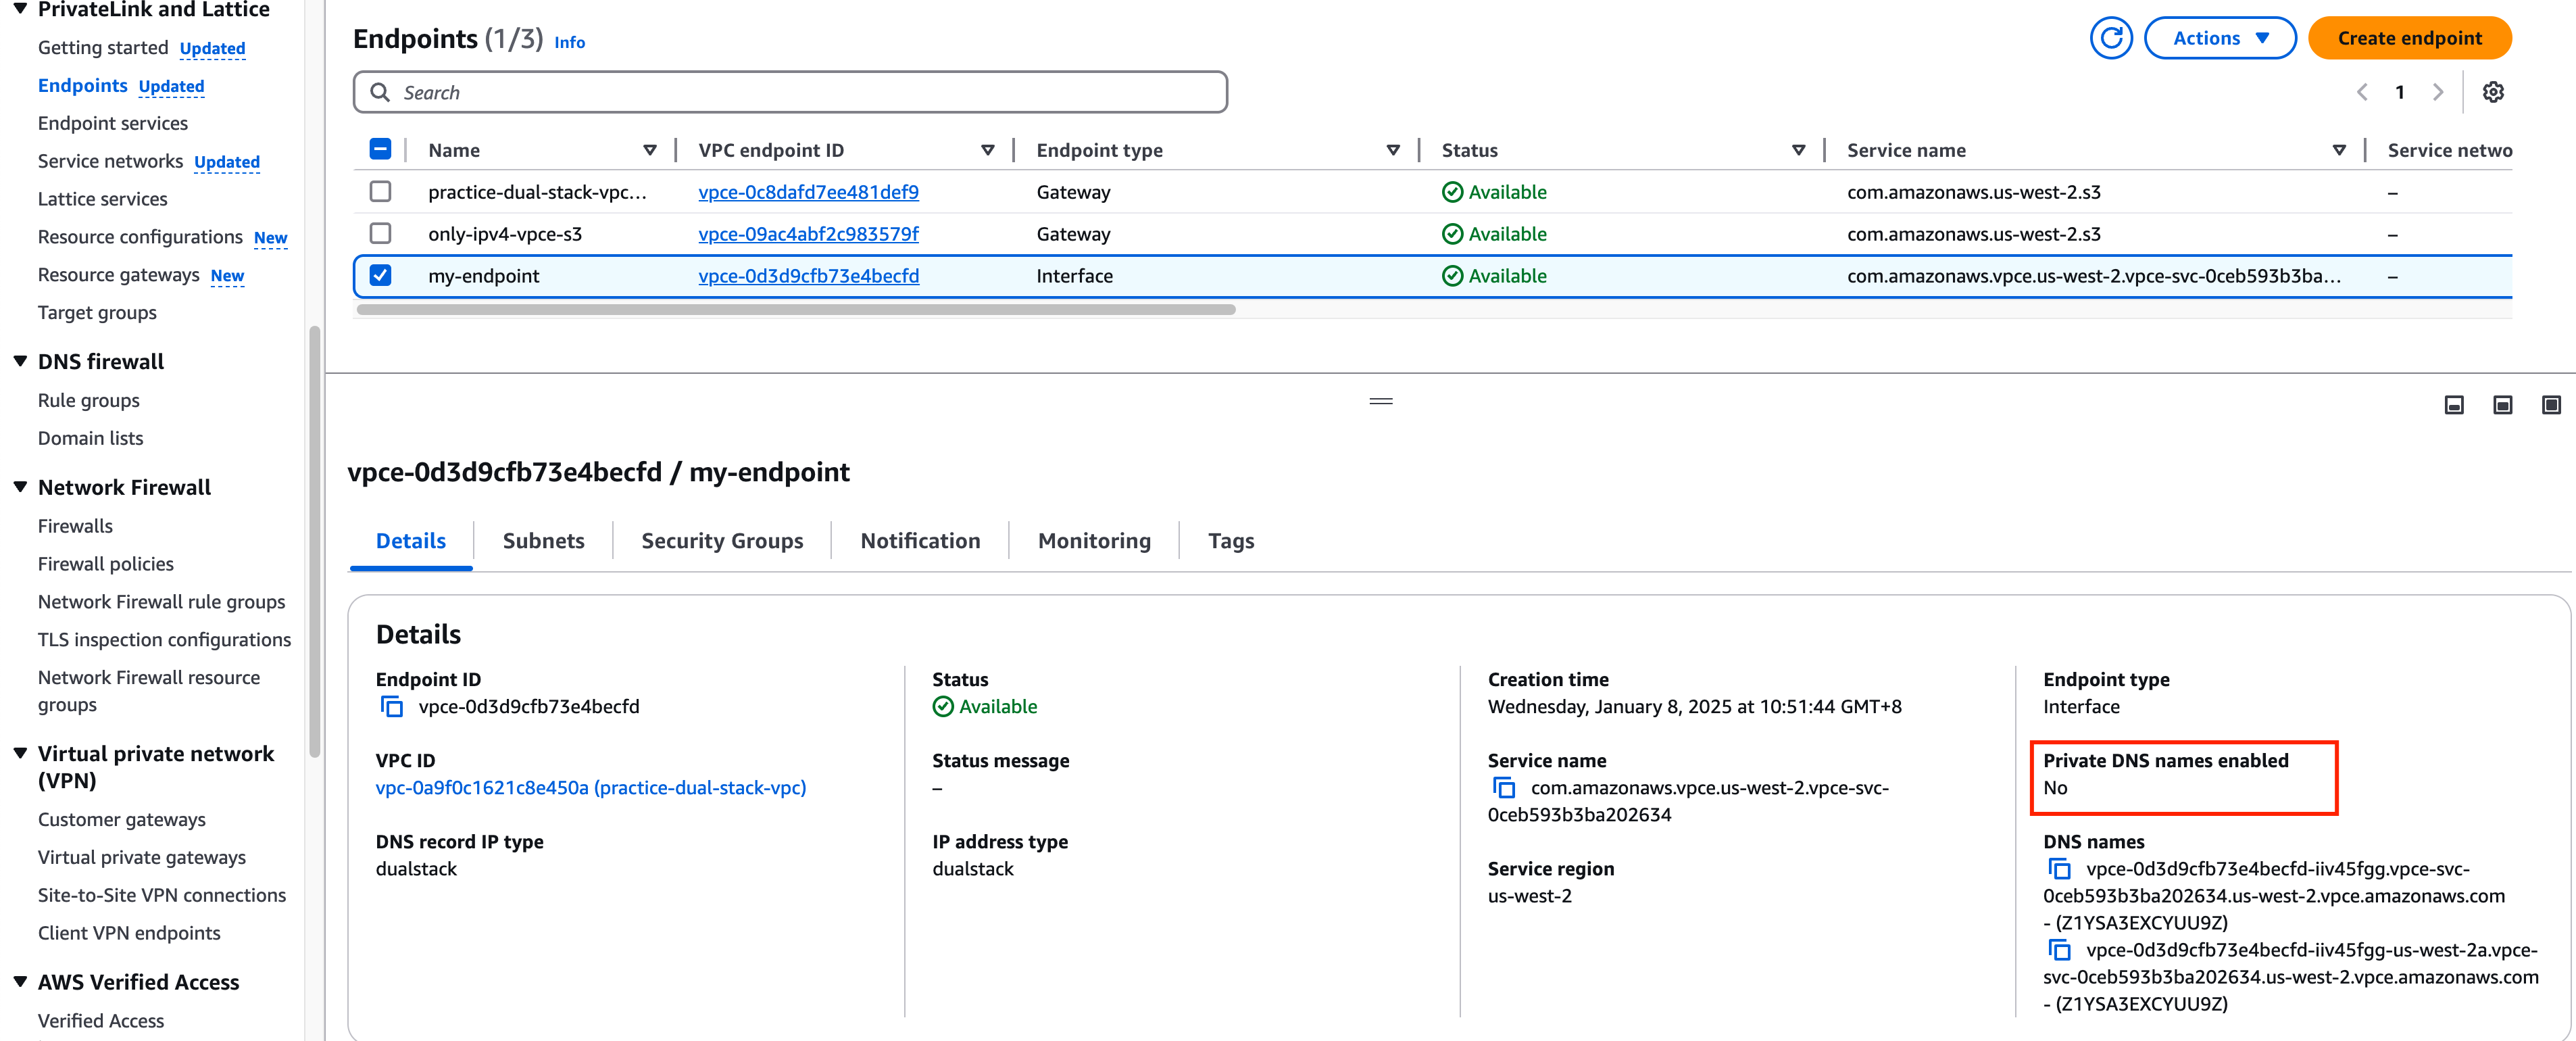 PrivateLink and Lattice
Getting started Updated
Endpoints Updated
Endpoint services
Service networks Updated
Lattice services
Resource configurations New
Resource gateways New
Target groups
DNS firewall
Rule groups
Domain lists
Network Firewall
Firewalls
Firewall policies
Network Firewall rule groups
TLS inspection configurations
Network Firewall resource
groups
Virtual private network
(VPN)
Customer gateways
Virtual private gateways
Site-to-Site VPN connections
Client VPN endpoints
AWS Verified Access
Verified Access
Endpoints (1/3) Info
Actions
Create endpoint
Search
1
Name VPC endpoint ID Endpoint type Status Service name Service netwo
practice-dual-stack-vpc... vpce-0c8dafd7ee481def9 Gateway Available com.amazonaws.us-west-2.s3 –
only-ipv4-vpce-s3 vpce-09ac4abf2c983579f Gateway Available com.amazonaws.us-west-2.s3 –
my-endpoint vpce-0d3d9cfb73e4becfd Interface Available com.amazonaws.vpce.us-west-2.vpce-svc-0ceb593b3ba... –
vpce-0d3d9cfb73e4becfd / my-endpoint
Details Subnets Security Groups Notification Monitoring Tags
Details
Endpoint ID
vpce-0d3d9cfb73e4becfd
VPC ID
vpc-0a9f0c1621c8e450a (practice-dual-stack-vpc)
DNS record IP type
dualstack
Status
Available
Status message
–
IP address type
dualstack
Creation time
Wednesday, January 8, 2025 at 10:51:44 GMT+8
Service name
com.amazonaws.vpce.us-west-2.vpce-svc-
0ceb593b3ba202634
Service region
us-west-2
Endpoint type
Interface
Private DNS names enabled
No
DNS names
vpce-0d3d9cfb73e4becfd-iiv45fgg.vpce-svc-
0ceb593b3ba202634.us-west-2.vpce.amazonaws.com
- (Z1YSA3EXCYUU9Z)
vpce-0d3d9cfb73e4becfd-iiv45fgg-us-west-2a.vpce-
svc-0ceb593b3ba202634.us-west-2.vpce.amazonaws.com
- (Z1YSA3EXCYUU9Z)